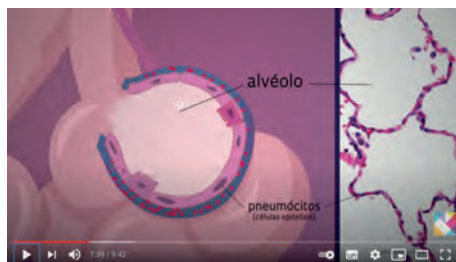 alvéolo
pneumócitos
(células epiteliais)
1:39 / 9:42